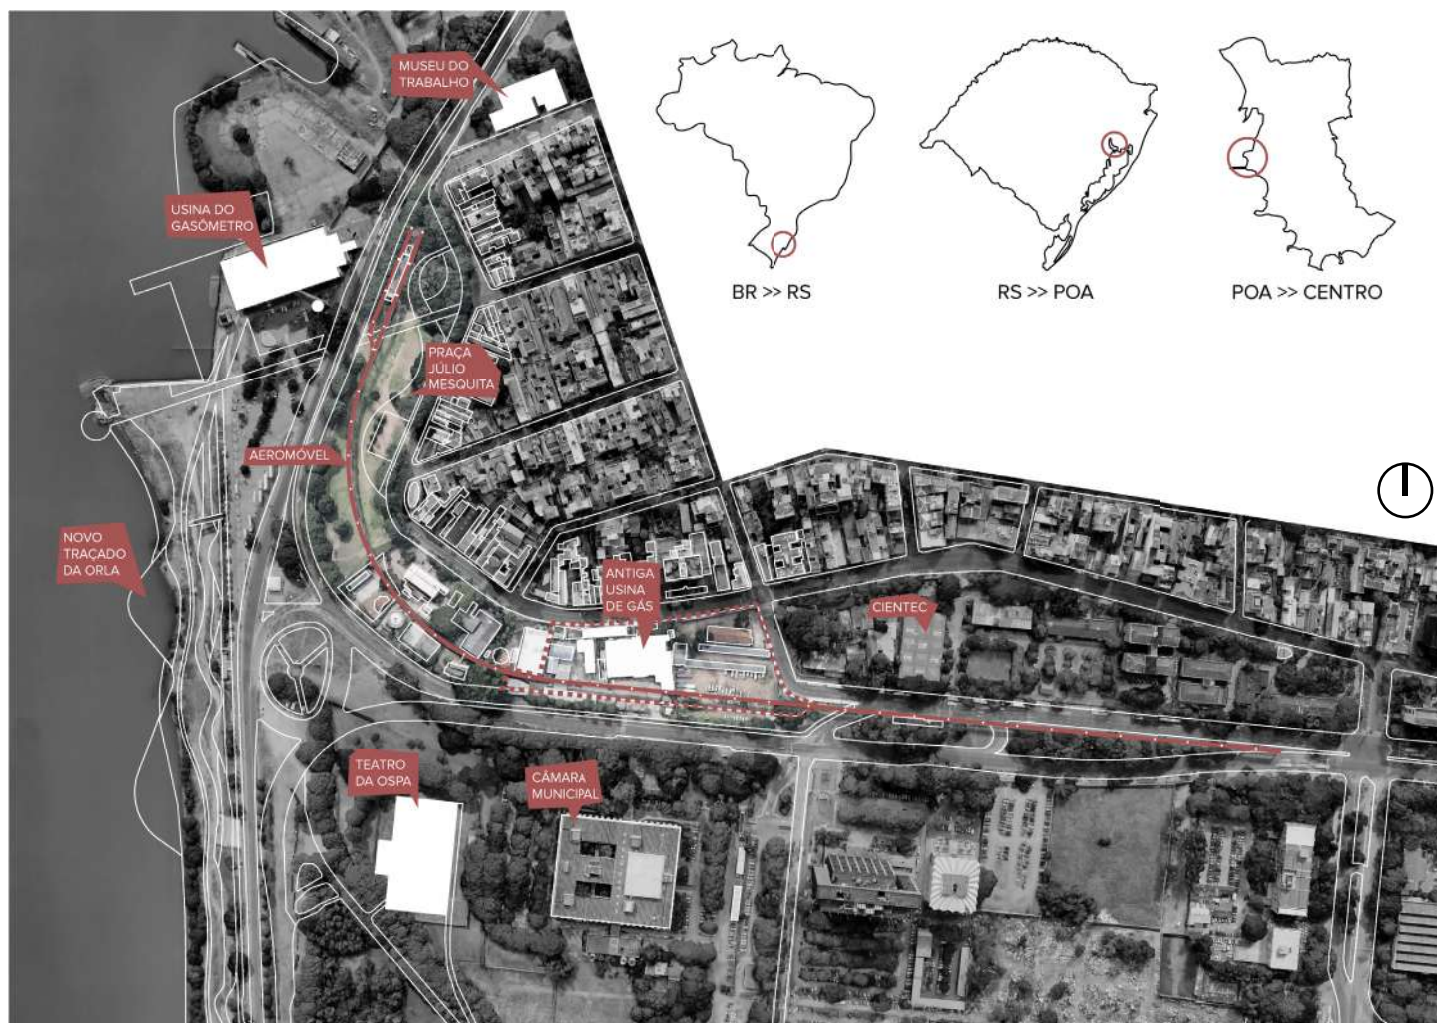 MUSEU DO
TRABALHO
USINA DO
GASÔMETRO
BR >> RS
RS >> POA
POA >> CENTRO
PRAÇA
JÚLIO
MESQUITA
AEROMÓVEL
NOVO
TRAÇADO
DA ORLA
ANTIGA
USINA
DE GÁS
CIENTEC
TEATRO
DA OSPA
CÂMARA
MUNICIPAL